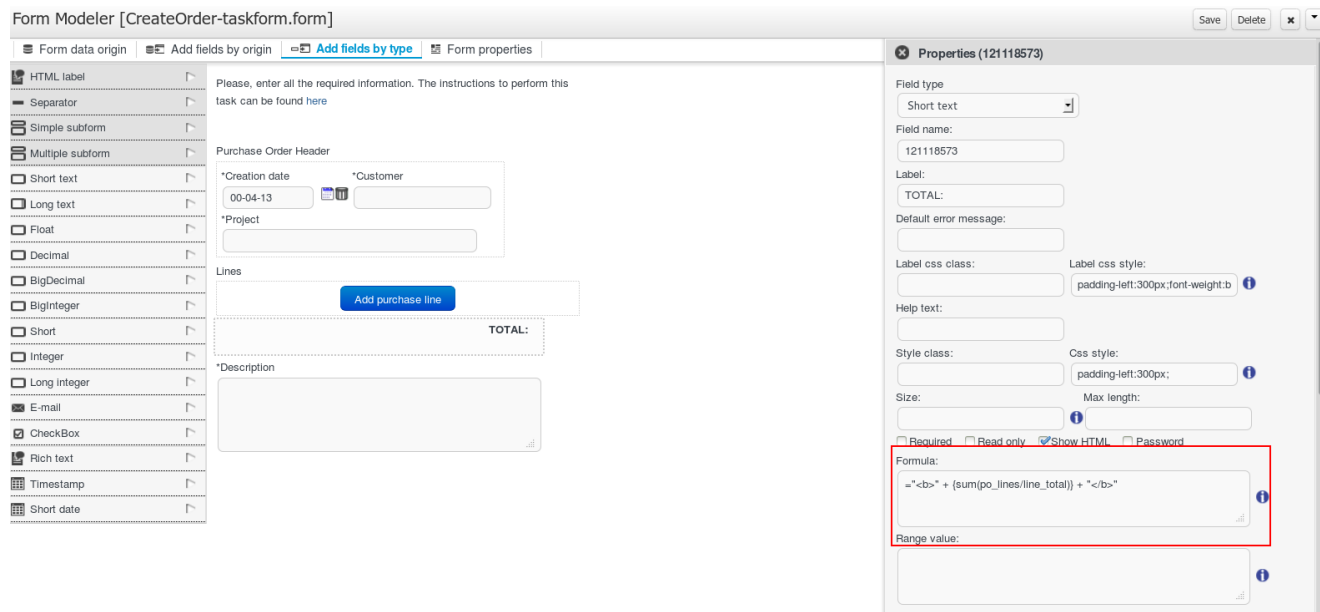 Form Modeler [CreateOrder-taskform.form]
Save
Delete
Form data origin
Add fields by origin
Add fields by type
Form properties
HTML label
Separator
Simple subform
Multiple subform
Short text
Long text
Float
Decimal
BigDecimal
BigInteger
Short
Integer
Long integer
E-mail
CheckBox
Rich text
Timestamp
Short date
Please, enter all the required information. The instructions to perform this
task can be found here
Purchase Order Header
*Creation date
*Customer
00-04-13
*Project
Lines
Add purchase line
TOTAL:
*Description
Properties (121118573)
Field type
Short text
Field name:
121118573
Label:
TOTAL:
Default error message:
Label css class:
Label css style:
padding-left:300px;font-weight:b
Help text:
Style class:
Css style:
padding-left:300px;
Size:
Max length:
Required
Read only
Show HTML
Password
Formula:
="<b>" + {sum(po_lines/line_total)} + "</b>"
Range value: